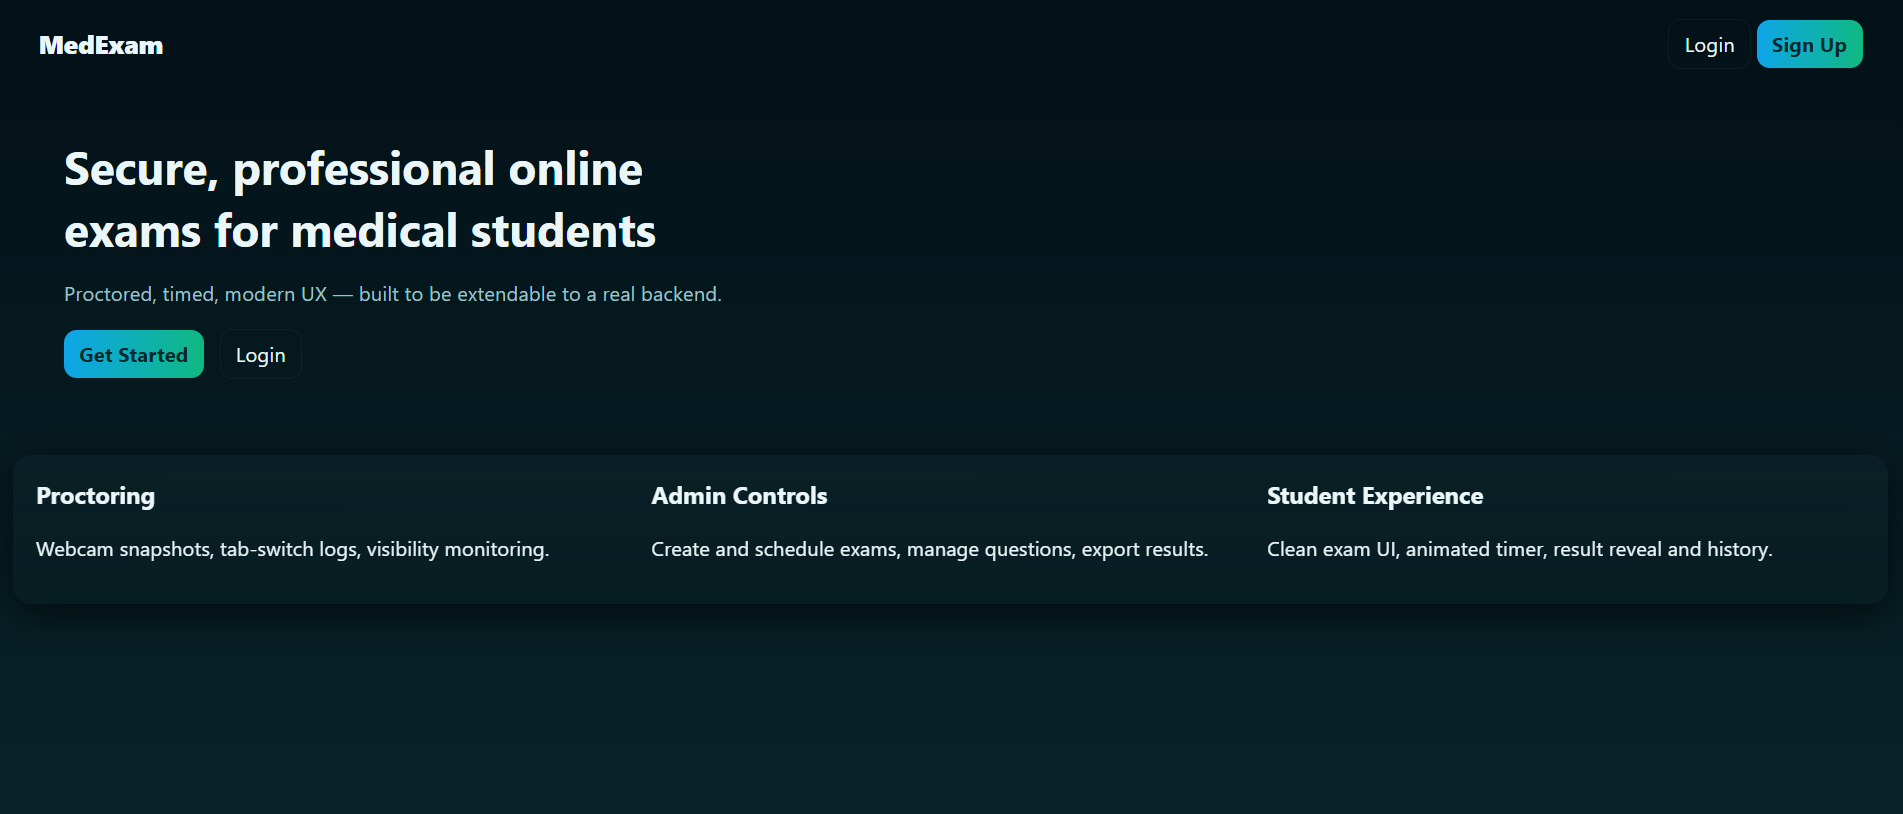 MedExam
Login
Sign Up
Secure, professional online
exams for medical students
Proctored, timed, modern UX — built to be extendable to a real backend.
Get Started
Login
Proctoring
Webcam snapshots, tab-switch logs, visibility monitoring.
Admin Controls
Create and schedule exams, manage questions, export results.
Student Experience
Clean exam UI, animated timer, result reveal and history.